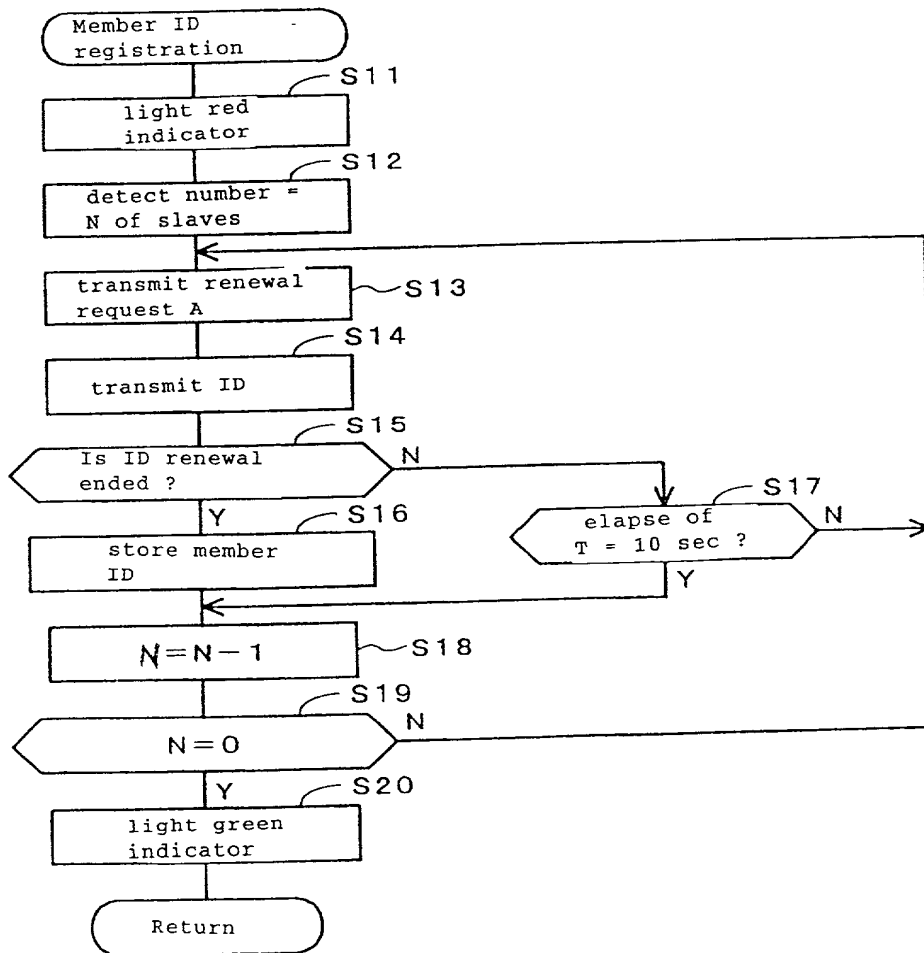 Member ID
registration
S11
light red
indicator
S12
detect number =
N of slaves
transmit renewal
request A
S13
S14
transmit ID
S15
Is ID renewal
ended ?
N
Y
S16
store member
ID
S17
elapse of
T = 10 sec ?
N
Y
N=N-1
S18
S19
N=0
N
Y
S20
light green
indicator
Return